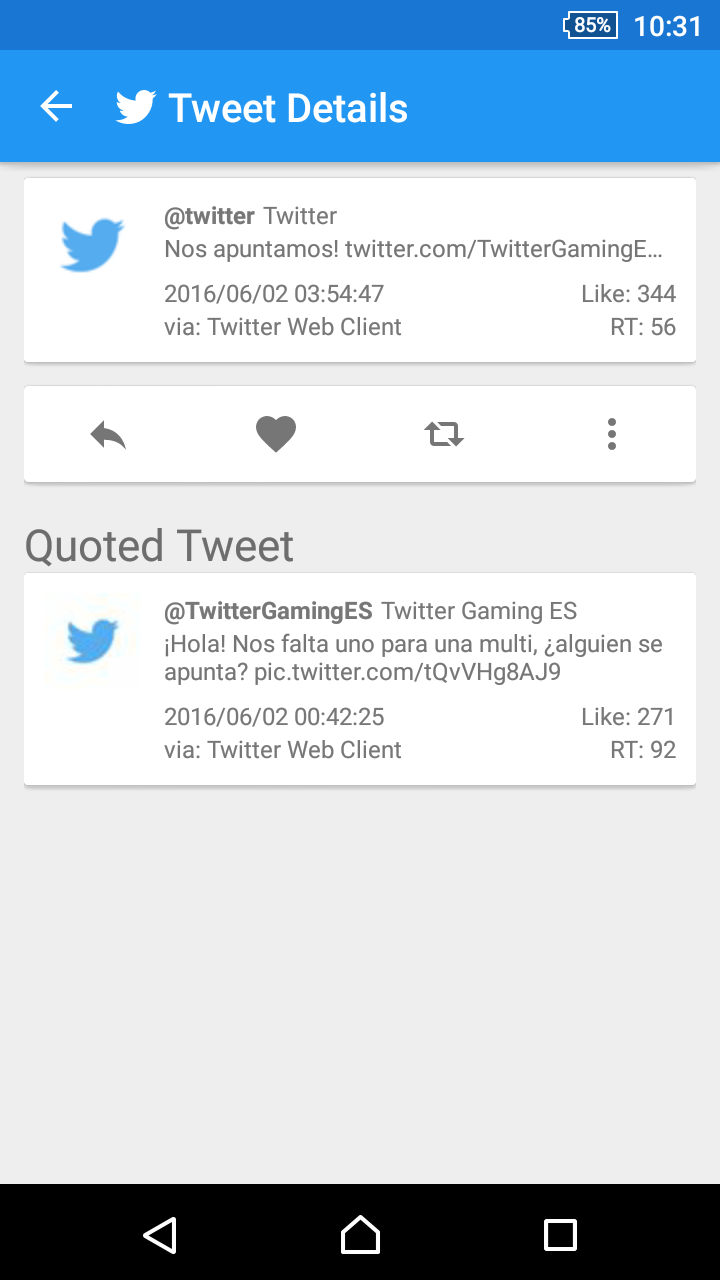 85% 10:31
Tweet Details
@twitter Twitter
Nos apuntamos! twitter.com/TwitterGamingE...
2016/06/02 03:54:47 Like: 344
via: Twitter Web Client RT: 56
Quoted Tweet
@TwitterGamingES Twitter Gaming ES
¡Hola! Nos falta uno para una multi, ¿alguien se
apunta? pic.twitter.com/tQvVHg8AJ9
2016/06/02 00:42:25 Like: 271
via: Twitter Web Client RT: 92